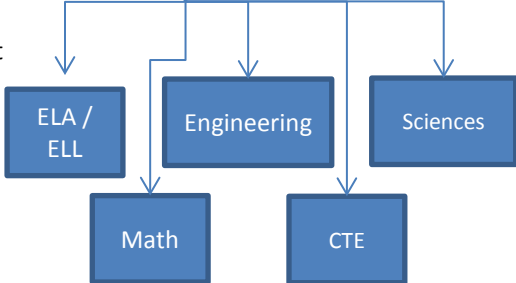 t
ELA /
ELL
Engineering
Sciences
Math
CTE